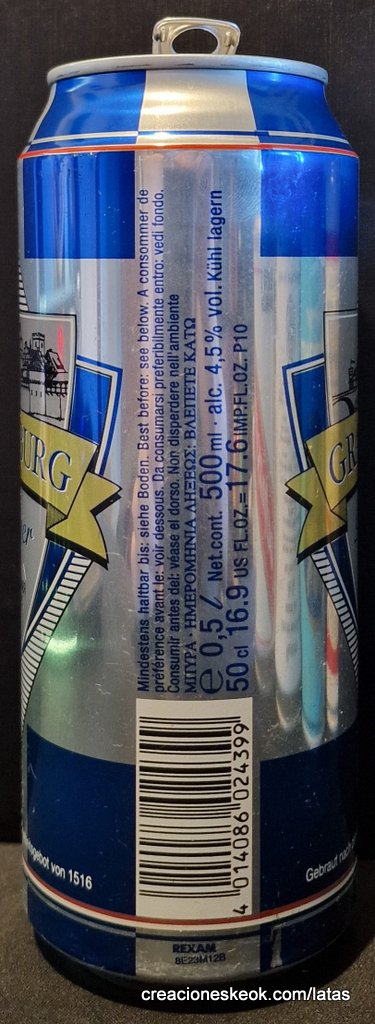 Mindestens haltbar bis: siehe Boden. Best before: see below. A consommer de
préférence avant le: voir dessous. Da consumarsi preferibilmente entro: vedi fondo.
Consumir antes del: véase el dorso. Non disperdere nell'ambiente
ΜΠΥΡΑ · ΗΜΕΡΟΜΗΝΙΑ ΛΗΞΕΩΣ: ΒΛΕΠΕΤΕ ΚΑΤΩ
e 0,5 ℓ Net.cont. 500 ml · alc. 4,5% vol. Kühl lagern
50 cl 16.9 US FL.OZ.= 17.6 IMP.FL.OZ. P10
URG
GR
4 014086 024399
von 1516
Gebraut nach
REXAM
8E23M12B
creacioneskeok.com/latas